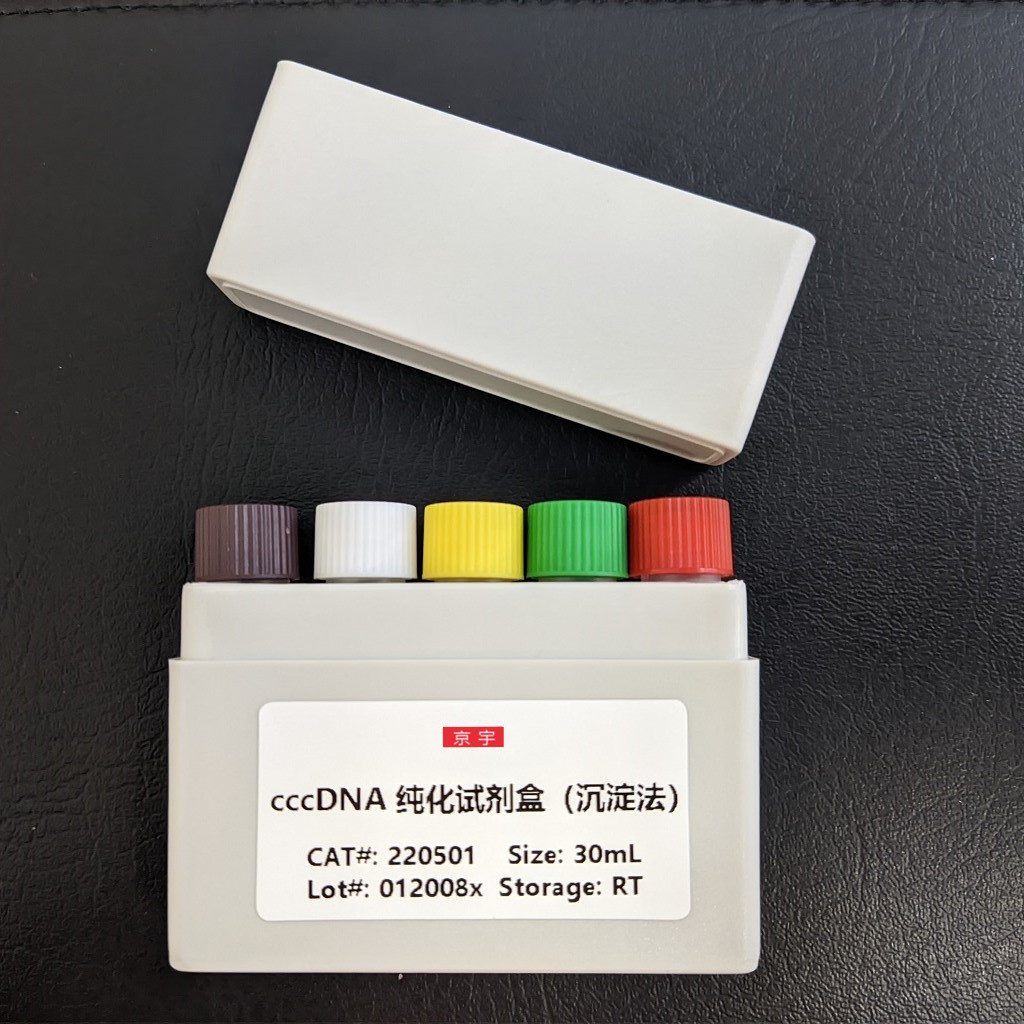 京宇
cccDNA 纯化试剂盒（沉淀法）
CAT#: 220501 Size: 30mL
Lot#: 012008x Storage: RT